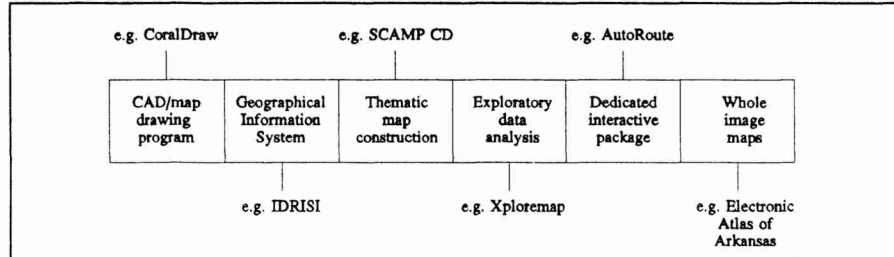 e.g. CoralDraw
e.g. SCAMP CD
e.g. AutoRoute
CAD/map
drawing
program
Geographical
Information
System
Thematic
map
construction
Exploratory
data
analysis
Dedicated
interactive
package
Whole
image
maps
e.g. IDRISI
e.g. Xploremap
e.g. Electronic
Atlas of
Arkansas